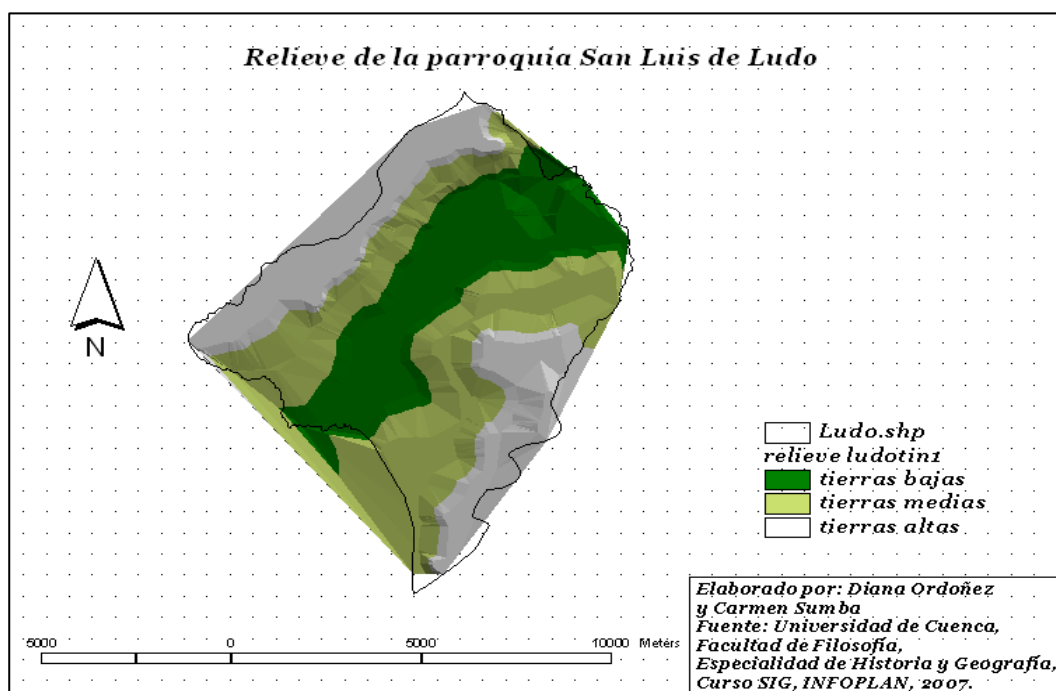 Relieve de la parroquia San Luis de Ludo
N
Ludo.shp
relieve ludotin1
tierras bajas
tierras medias
tierras altas
5000 0 5000 10000 Meters
Elaborado por: Diana Ordoñez
y Carmen Sumba
Fuente: Universidad de Cuenca,
Facultad de Filosofía,
Especialidad de Historia y Geografía,
Curso SIG, INFOPLAN, 2007.